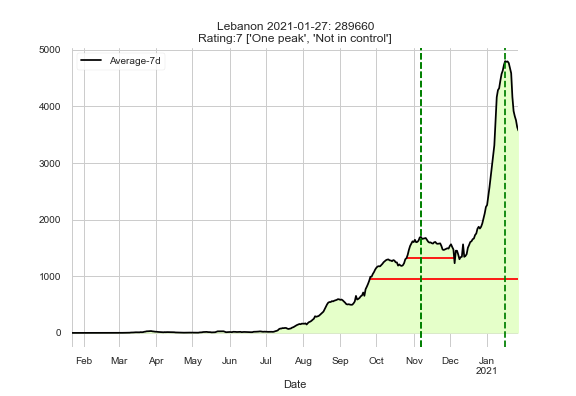 Lebanon 2021-01-27: 289660
Rating:7 ['One peak', 'Not in control']
Average-7d
5000
4000
3000
2000
1000
0
Feb Mar Apr May Jun Jul Aug Sep Oct Nov Dec Jan
2021
Date